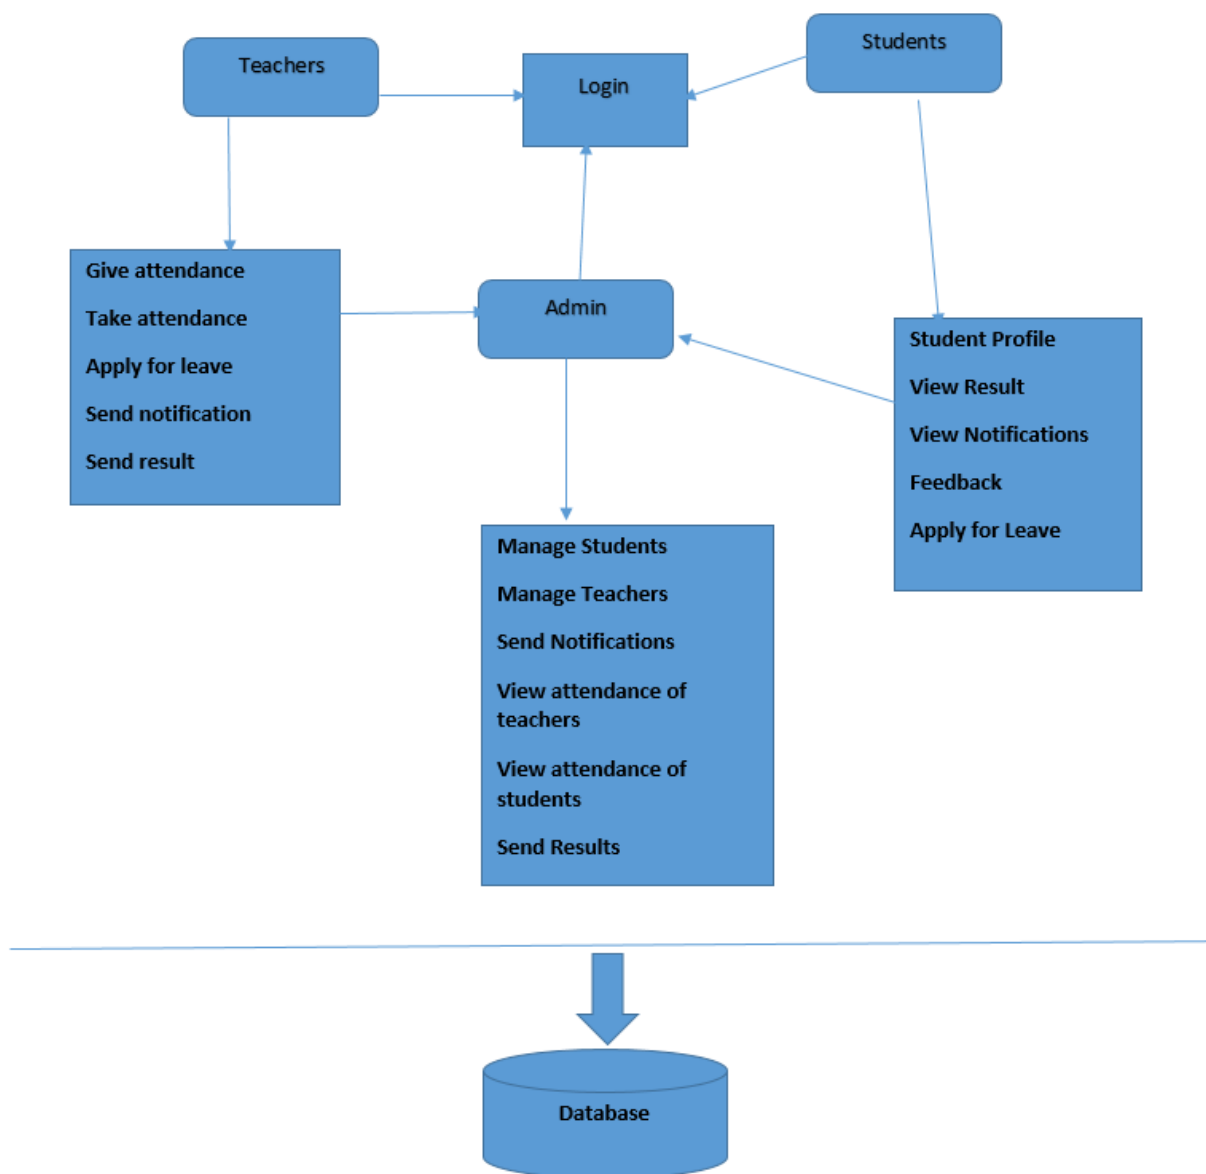 Teachers
Login
Students
Give attendance
Take attendance
Apply for leave
Send notification
Send result
Admin
Student Profile
View Result
View Notifications
Feedback
Apply for Leave
Manage Students
Manage Teachers
Send Notifications
View attendance of
teachers
View attendance of
students
Send Results
Database